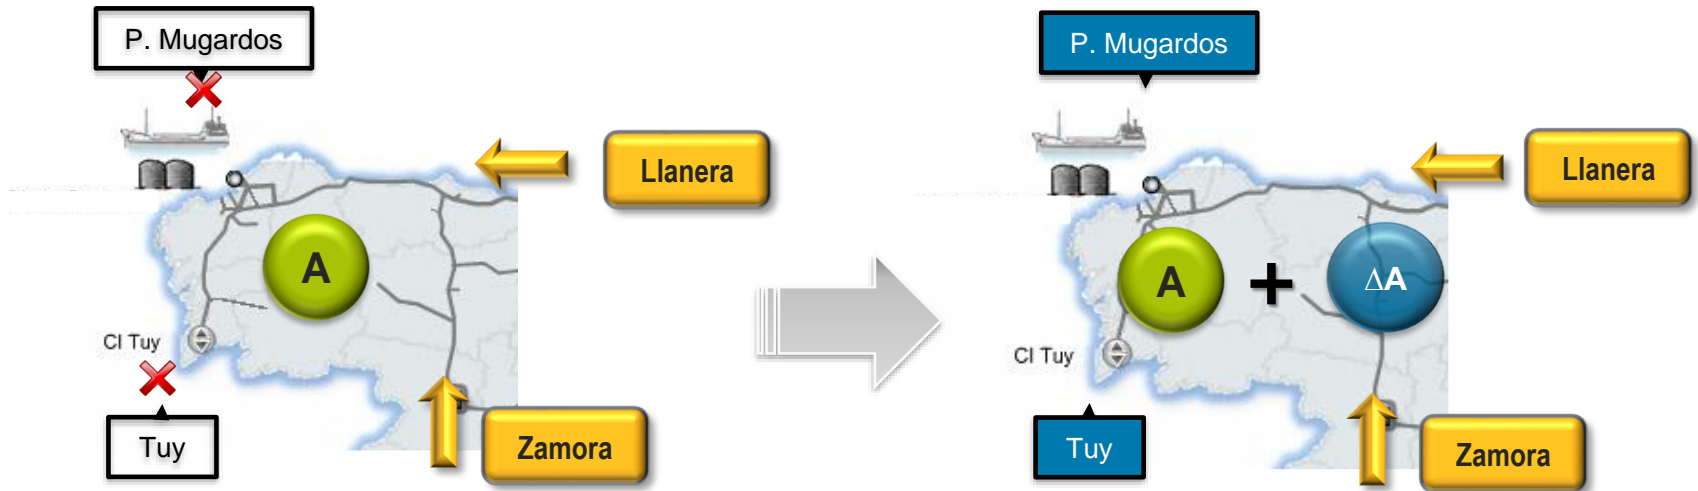 P. Mugardos
Llanera
A
CI Tuy
Tuy
Zamora
P. Mugardos
Llanera
A + ΔA
CI Tuy
Tuy
Zamora